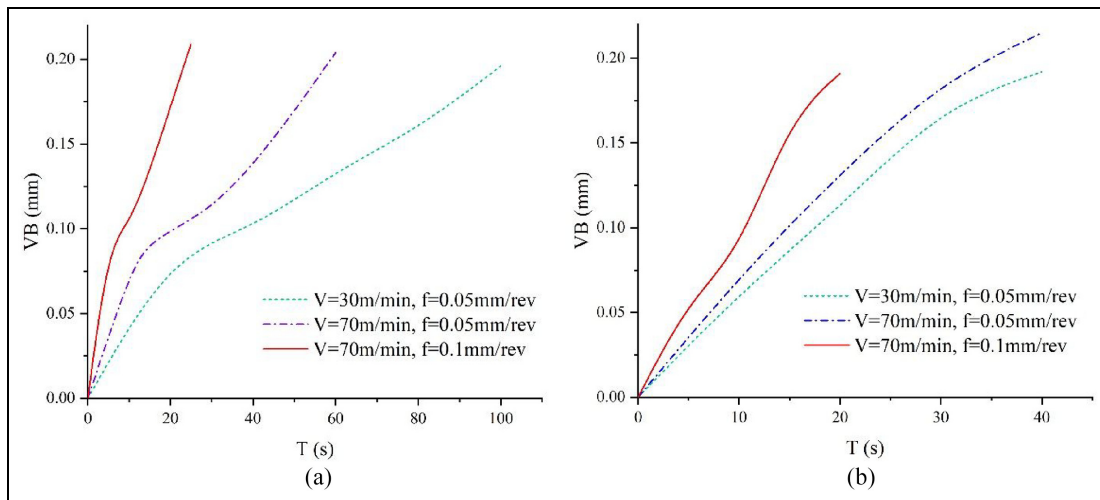 0.20
0.15
0.10
0.05
0.00
VB (mm)
V=30m/min, f=0.05mm/rev
V=70m/min, f=0.05mm/rev
V=70m/min, f=0.1mm/rev
0 20 40 60 80 100
T (s)
(a)
0.20
0.15
0.10
0.05
0.00
VB (mm)
V=30m/min, f=0.05mm/rev
V=70m/min, f=0.05mm/rev
V=70m/min, f=0.1mm/rev
0 10 20 30 40
T (s)
(b)